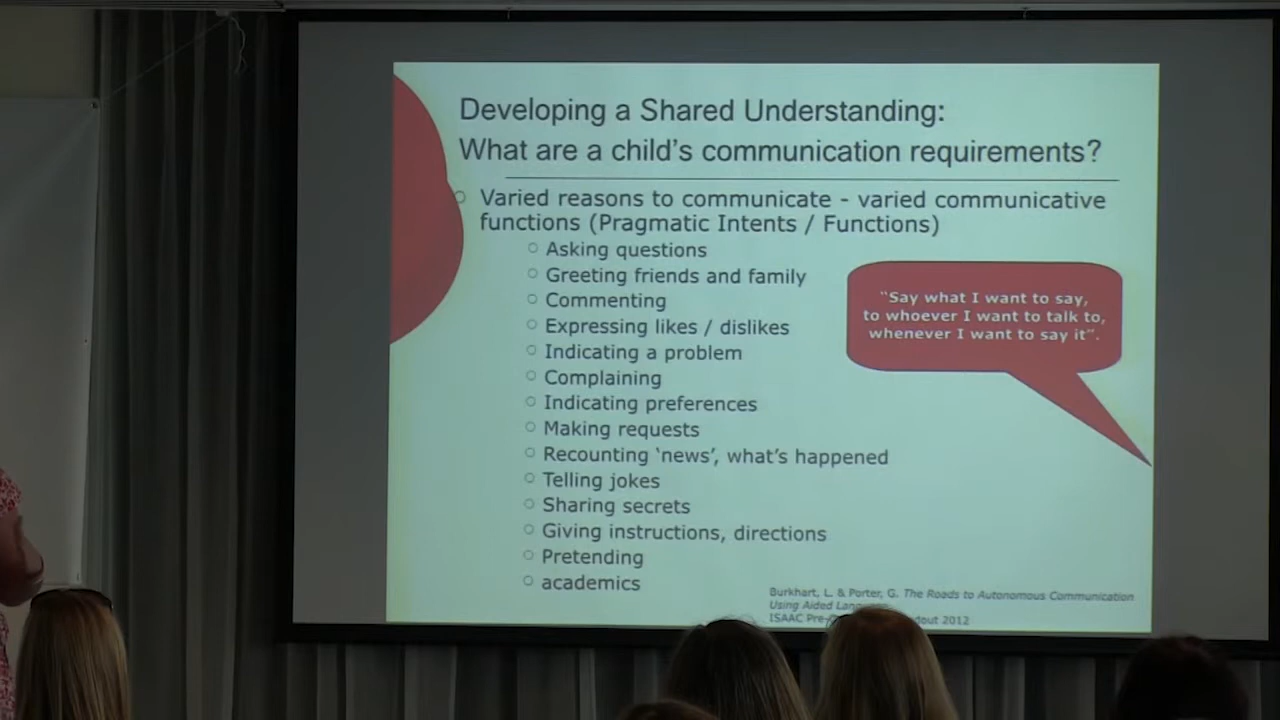 Developing a Shared Understanding:
What are a child's communication requirements?
Varied reasons to communicate - varied communicative
functions (Pragmatic Intents / Functions)
Asking questions
Greeting friends and family
Commenting
Expressing likes / dislikes
Indicating a problem
Complaining
Indicating preferences
Making requests
Recounting 'news', what's happened
Telling jokes
Sharing secrets
Giving instructions, directions
Pretending
academics
"Say what I want to say,
to whoever I want to talk to,
whenever I want to say it".
Burkhart, L. & Porter, G. The Roads to Autonomous Communication
Using Aided
ISAAC 2012